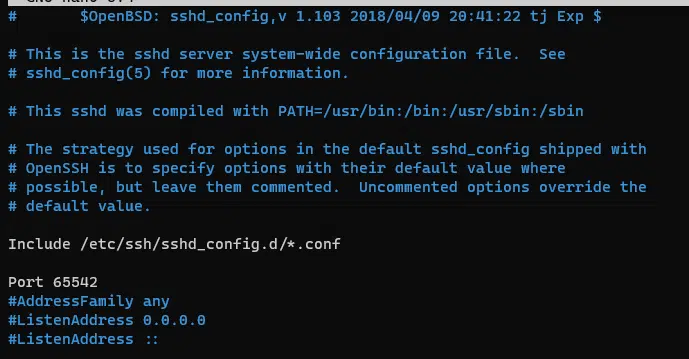 #       $OpenBSD: sshd_config,v 1.103 2018/04/09 20:41:22 tj Exp $
# This is the sshd server system-wide configuration file.  See
# sshd_config(5) for more information.
# This sshd was compiled with PATH=/usr/bin:/bin:/usr/sbin:/sbin
# The strategy used for options in the default sshd_config shipped with
# OpenSSH is to specify options with their default value where
# possible, but leave them commented.  Uncommented options override the
# default value.
Include /etc/ssh/sshd_config.d/*.conf
Port 65542
#AddressFamily any
#ListenAddress 0.0.0.0
#ListenAddress ::